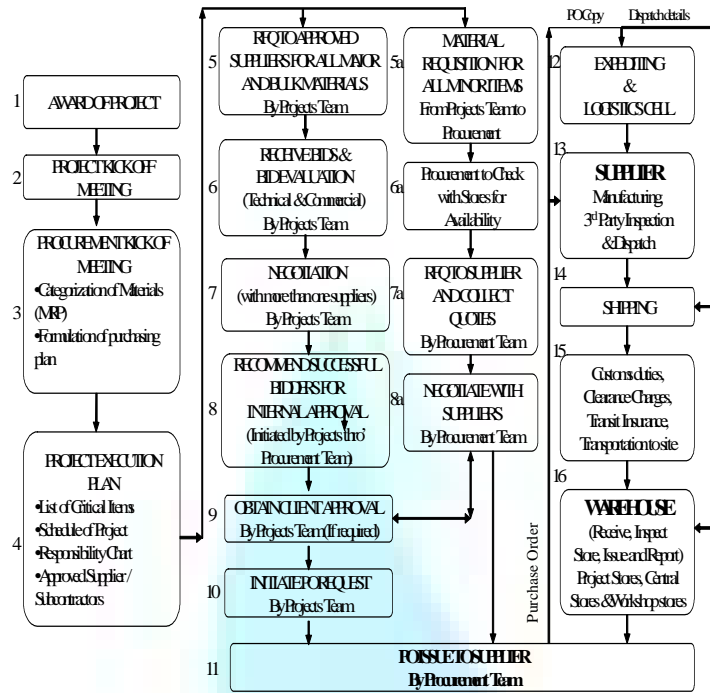 1
AWARD OF PROJECT
2
PROJECT KICK OFF
MEETING
3
PROCUREMENT KICK OF
MEETING
•Categorization of Materials
(MRP)
•Formulation of purchasing
plan
4
PROJECT EXECUTION
PLAN
•List of Critical Items
•Schedule of Project
•Responsibility Chart
•Approved Supplier /
Subcontractors
5
RFQ TO APPROVED
SUPPLIERS FOR ALL MAJOR
AND BULK MATERIALS
By Projects Team
6
RECEIVE BIDS &
BID EVALUATION
(Technical & Commercial)
By Projects Team
7
NEGOTIATION
(with more than one suppliers)
By Projects Team
8
RECOMMEND SUCCESSFUL
BIDDERS FOR
INTERNAL APPROVAL
(Initiated by Projects thro'
Procurement Team)
9
OBTAIN CLIENT APPROVAL
By Projects Team (If required)
10
INITIATE PO REQUEST
By Projects Team
5a
MATERIAL
REQUISITION FOR
ALL MINOR ITEMS
From Projects Team to
Procurement
6a
Procurement to Check
with Stores for
Availability
7a
RFQ TO SUPPLIER
AND COLLECT
QUOTES
By Procurement Team
8a
NEGOTIATE WITH
SUPPLIERS
By Procurement Team
11
PO ISSUE TO SUPPLIER
By Procurement Team
Purchase Order
PO Copy
Dispatch details
12
EXPEDITING
&
LOGISTICS CELL
13
SUPPLIER
Manufacturing,
3rd Party Inspection
& Dispatch
14
SHIPPING
15
Customs duties,
Clearance Charges,
Transit Insurance,
Transportation to site
16
WAREHOUSE
(Receive, Inspect
Store, Issue and Report)
Project Stores, Central
Stores & Workshop stores